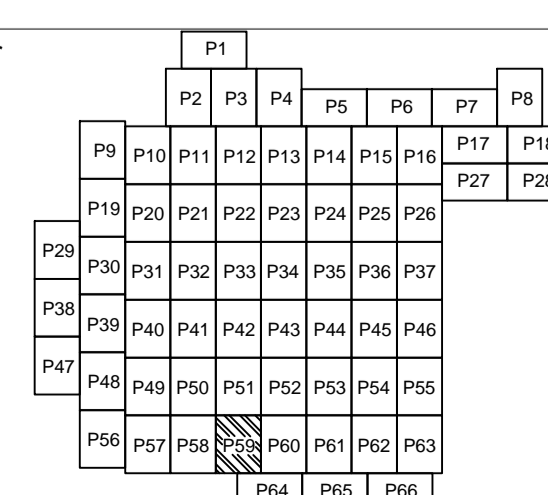 P1
P2 P3 P4 P5 P6 P7 P8
P9 P10 P11 P12 P13 P14 P15 P16 P17
P27
P19 P20 P21 P22 P23 P24 P25 P26
P29 P30 P31 P32 P33 P34 P35 P36 P37
P38 P39 P40 P41 P42 P43 P44 P45 P46
P47 P48 P49 P50 P51 P52 P53 P54 P55
P56 P57 P58 P59 P60 P61 P62 P63
P64 P65 P66